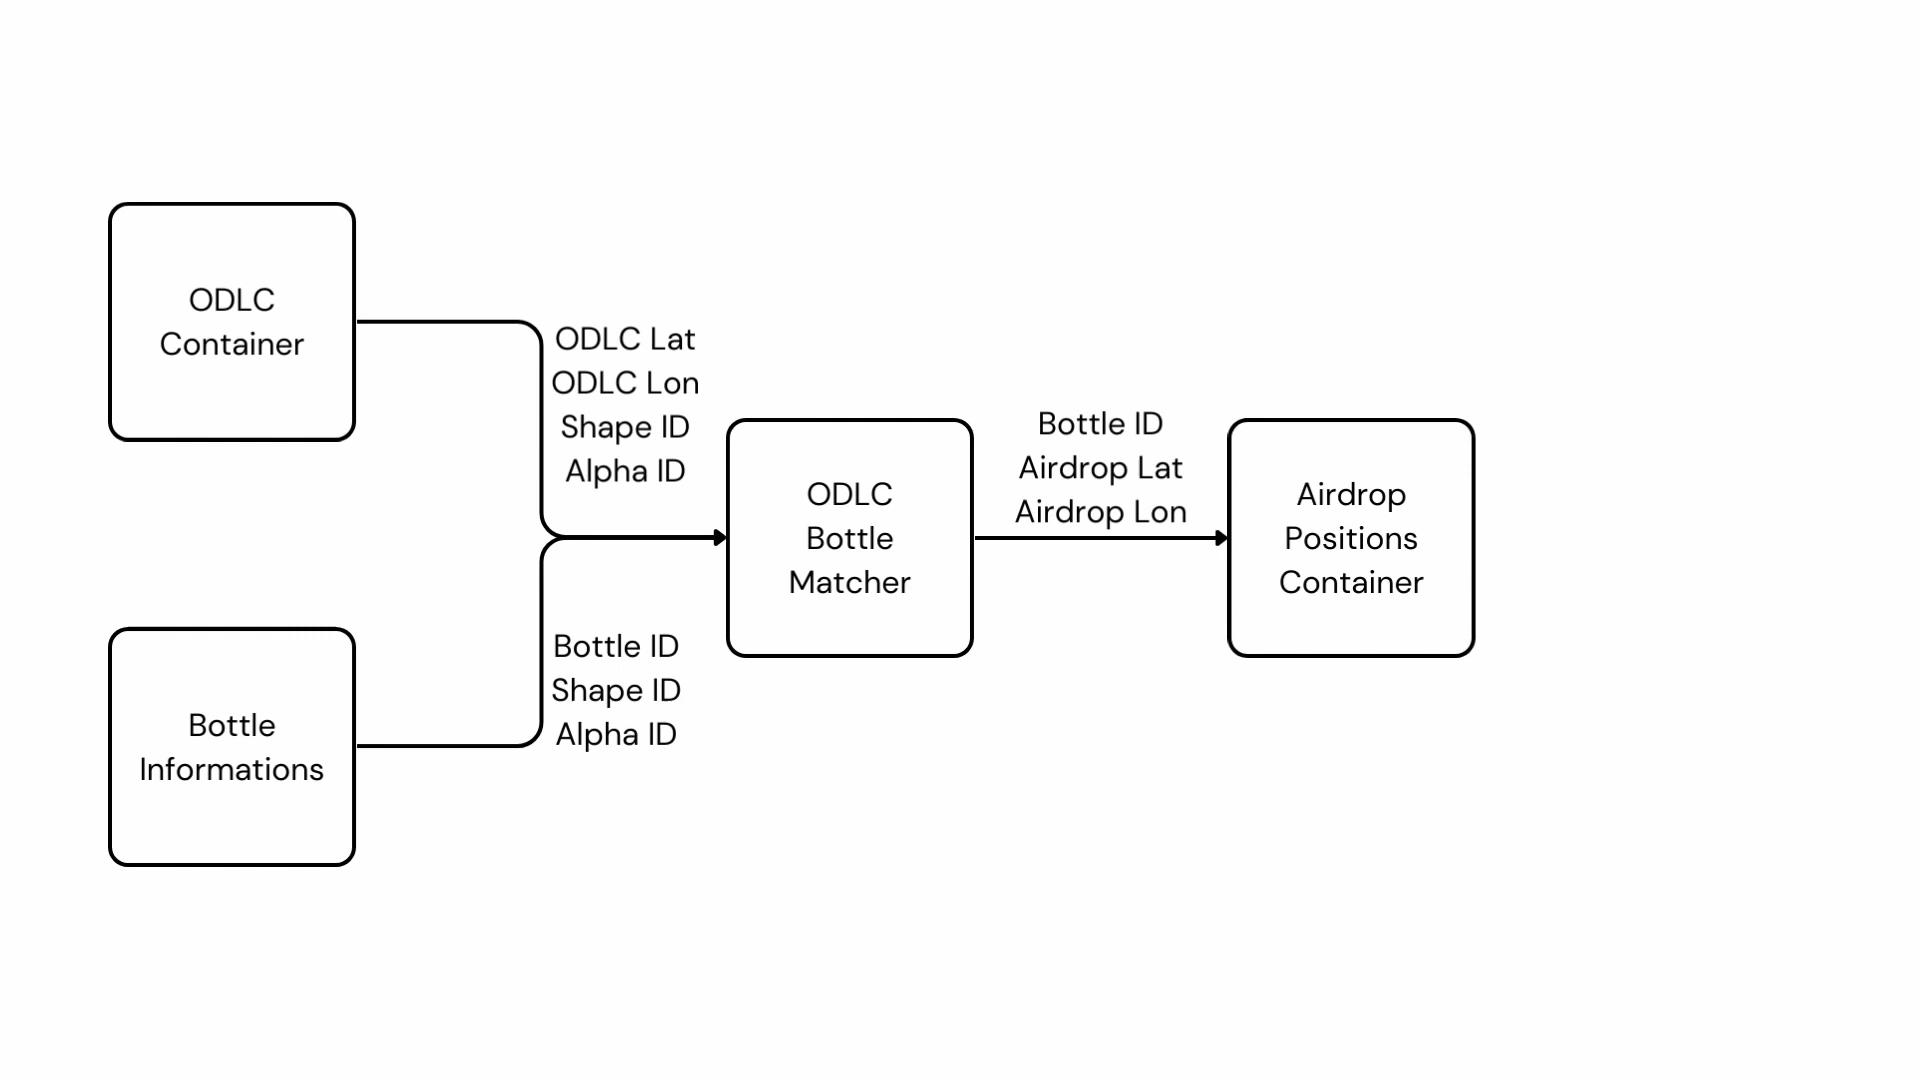 ODLC
Container
ODLC Lat
ODLC Lon
Shape ID
Alpha ID
Bottle
Informations
Bottle ID
Shape ID
Alpha ID
ODLC
Bottle
Matcher
Bottle ID
Airdrop Lat
Airdrop Lon
Airdrop
Positions
Container